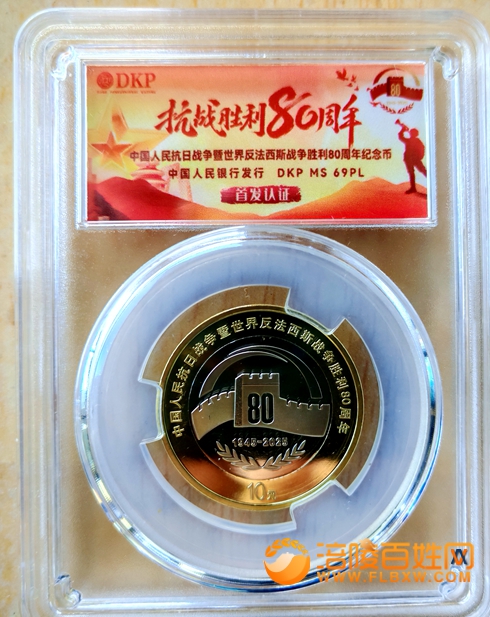 DKP
80
抗战胜利80周年
中国人民抗日战争暨世界反法西斯战争胜利80周年纪念币
中国人民银行发行 DKP MS 69PL
首发认证
中国人民抗日战争暨世界反法西斯战争胜利80周年
80
1945-2025
10
涪陵百姓网
WWW.FLBXW.COM